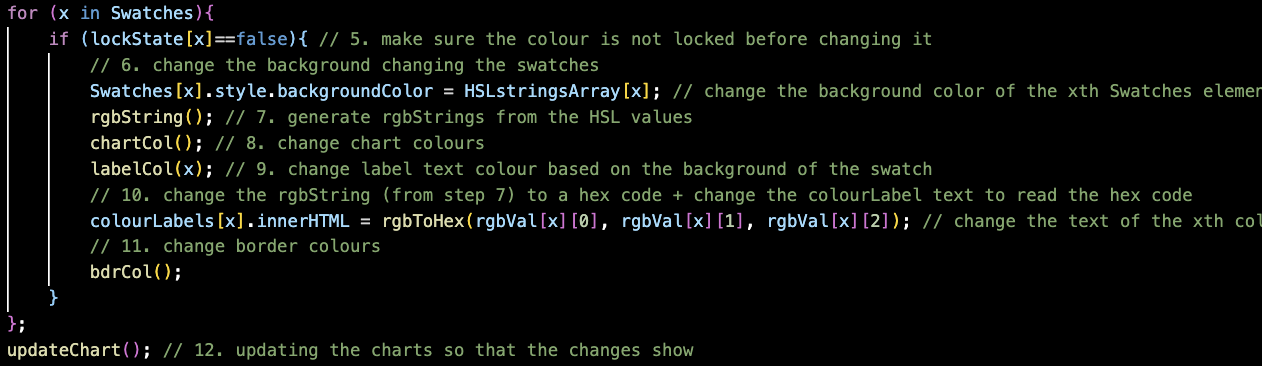 for (x in Swatches){
if (lockState[x]==false){ // 5. make sure the colour is not locked before changing it
// 6. change the background changing the swatches
Swatches[x].style.backgroundColor = HSLstringsArray[x]; // change the background color of the xth Swatches elemen
rgbString(); // 7. generate rgbStrings from the HSL values
chartCol(); // 8. change chart colours
labelCol(x); // 9. change label text colour based on the background of the swatch
// 10. change the rgbString (from step 7) to a hex code + change the colourLabel text to read the hex code
colourLabels[x].innerHTML = rgbToHex(rgbVal[x][0], rgbVal[x][1], rgbVal[x][2]); // change the text of the xth col
// 11. change border colours
bdrCol();
}
};
updateChart(); // 12. updating the charts so that the changes show